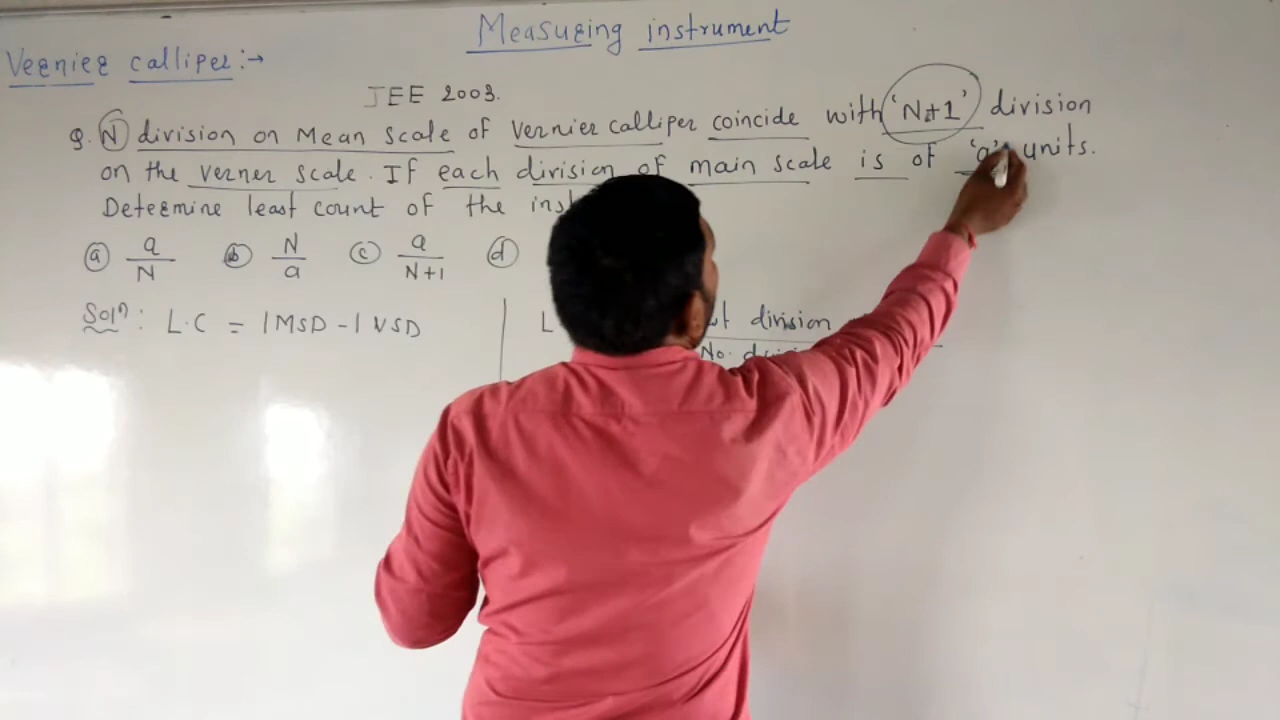 Measuring instrument
Vernier calliper :→
JEE 2003.
Q. N division on Mean Scale of Vernier Calliper coincide with 'N+1' division
on the verner scale. If each division of main scale is of 'a' units.
Determine least count of the
ⓐ a/N ⓑ N/a ⓒ a/N+1 ⓓ
Solⁿ: L.C = 1MSD - 1VSD
L division
No.